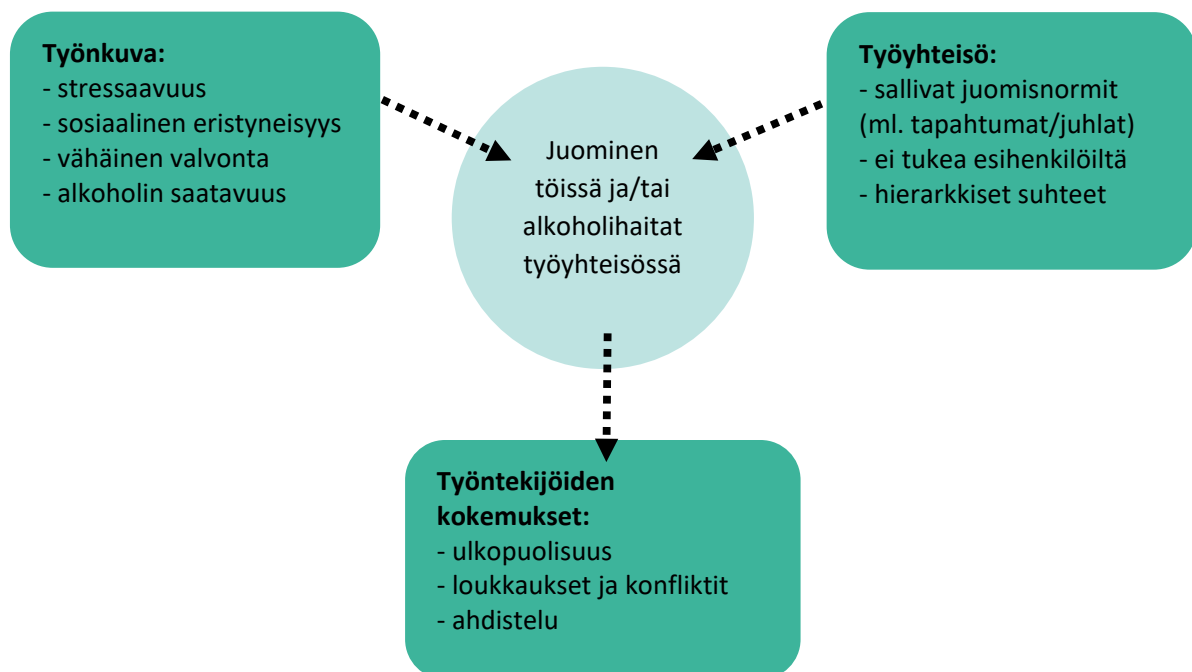 Työnkuva:
- stressaavuus
- sosiaalinen eristyneisyys
- vähäinen valvonta
- alkoholin saatavuus
Työyhteisö:
- sallivat juomisnormit
(ml. tapahtumat/juhlat)
- ei tukea esihenkilöiltä
- hierarkkiset suhteet
Juominen
töissä ja/tai
alkoholihaitat
työyhteisössä
Työntekijöiden
kokemukset:
- ulkopuolisuus
- loukkaukset ja konfliktit
- ahdistelu